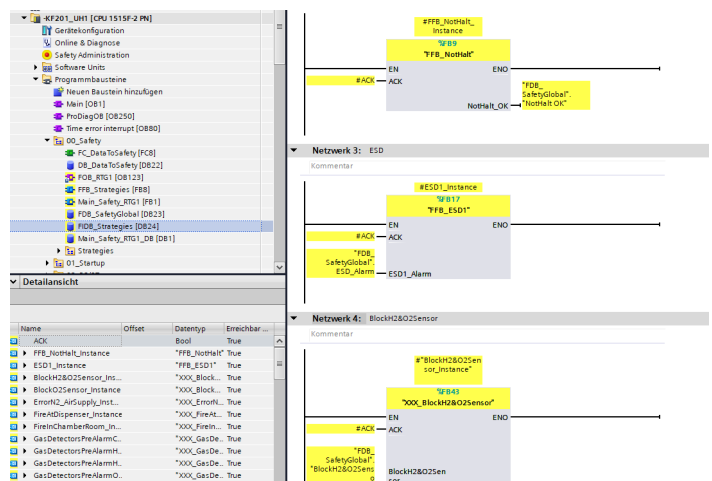 -KF201_UH1 [CPU 1515F-2 PN]
Gerätekonfiguration
Online & Diagnose
Safety Administration
Software Units
Programmbausteine
Neuen Baustein hinzufügen
Main [OB1]
ProDiagOB [OB250]
Time error interrupt [OB80]
00_Safety
FC_DataToSafety [FC8]
DB_DataToSafety [DB22]
FOB_RTG1 [OB123]
FFB_Strategies [FB8]
Main_Safety_RTG1 [FB1]
FDB_SafetyGlobal [DB23]
FIDB_Strategies [DB24]
Main_Safety_RTG1_DB [DB1]
Strategies
01_Startup
Detailansicht
Name Offset Datentyp Erreichbar ...
ACK Bool True
FFB_NotHalt_Instance "FFB_NotHalt" True
ESD1_Instance "FFB_ESD1" True
BlockH2&O2Sensor_Ins... "XXX_Block... True
BlockO2Sensor_Instance "XXX_Block... True
ErrorN2_AirSupply_Inst... "XXX_ErrorN... True
FireAtDispenser_Instance "XXX_FireAt... True
FireInChamberRoom_In... "XXX_FireIn... True
GasDetectorsPreAlarmC.. "XXX_GasDe.. True
GasDetectorsPreAlarmH.. "XXX_GasDe.. True
GasDetectorsPreAlarmO.. "XXX_GasDe.. True
#FFB_NotHalt_
Instance
%FB9
"FFB_NotHalt"
EN ENO
#ACK ACK
"FDB_
SafetyGlobal".
NotHalt_OK "NotHalt OK"
Netzwerk 3: ESD
Kommentar
#ESD1_Instance
%FB17
"FFB_ESD1"
EN ENO
#ACK ACK
"FDB_
SafetyGlobal".
ESD_Alarm ESD1_Alarm
Netzwerk 4: BlockH2&O2Sensor
Kommentar
#"BlockH2&O2Sen
sor_Instance"
%FB43
"XXX_BlockH2&O2Sensor"
EN ENO
#ACK ACK
"FDB_
SafetyGlobal".
"BlockH2&O2Sens BlockH2&O2Sen